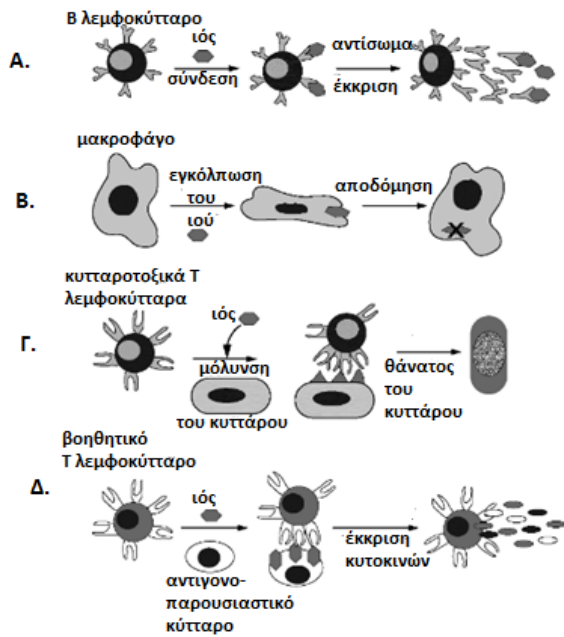 Β λεμφοκύτταρο
Α.
ιός
σύνδεση
αντίσωμα
έκκριση
μακροφάγο
Β.
εγκόλπωση
του
ιού
αποδόμηση
κυτταροτοξικά Τ
λεμφοκύτταρα
Γ.
ιός
μόλυνση
του κυττάρου
θάνατος
του
κυττάρου
βοηθητικό
Τ λεμφοκύτταρο
Δ.
ιός
αντιγονο-
παρουσιαστικό
κύτταρο
έκκριση
κυτοκινών